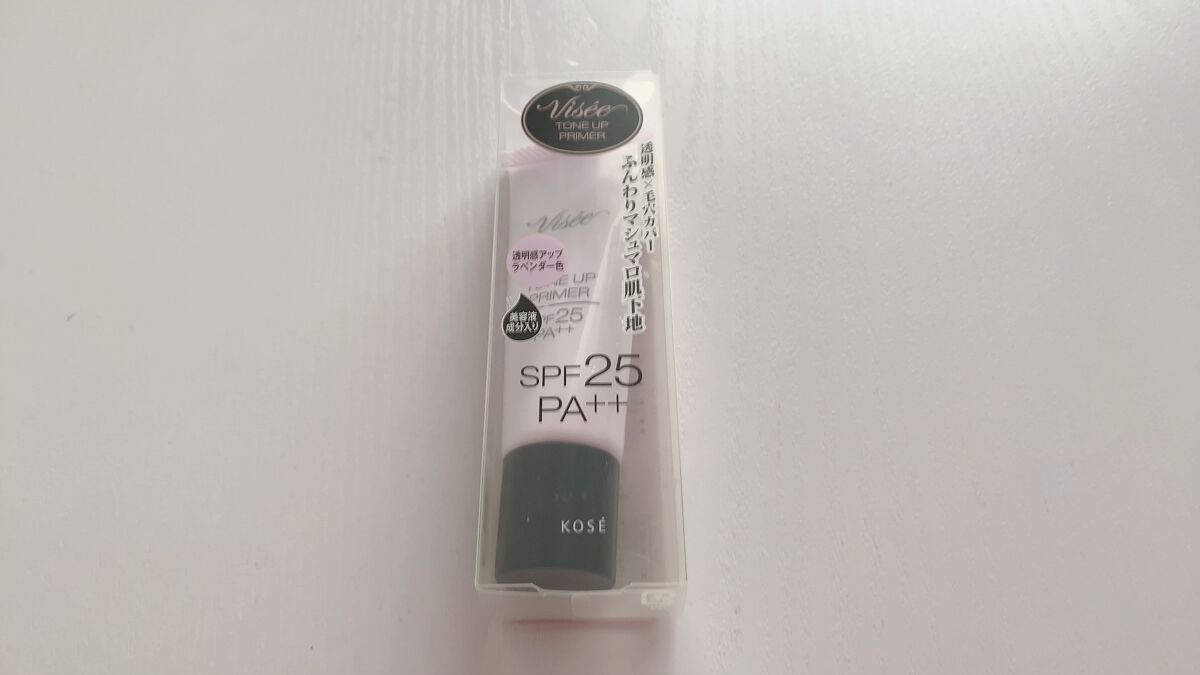 Visée
TONE UP
PRIMER
透明感×毛穴カバー
ふんわりマシュマロ肌下地
Visée
透明感アップ
ラベンダー色
TONE UP
PRIMER
美容液
成分入り
SPF25
PA++
SPF25
PA++
KOSÉ